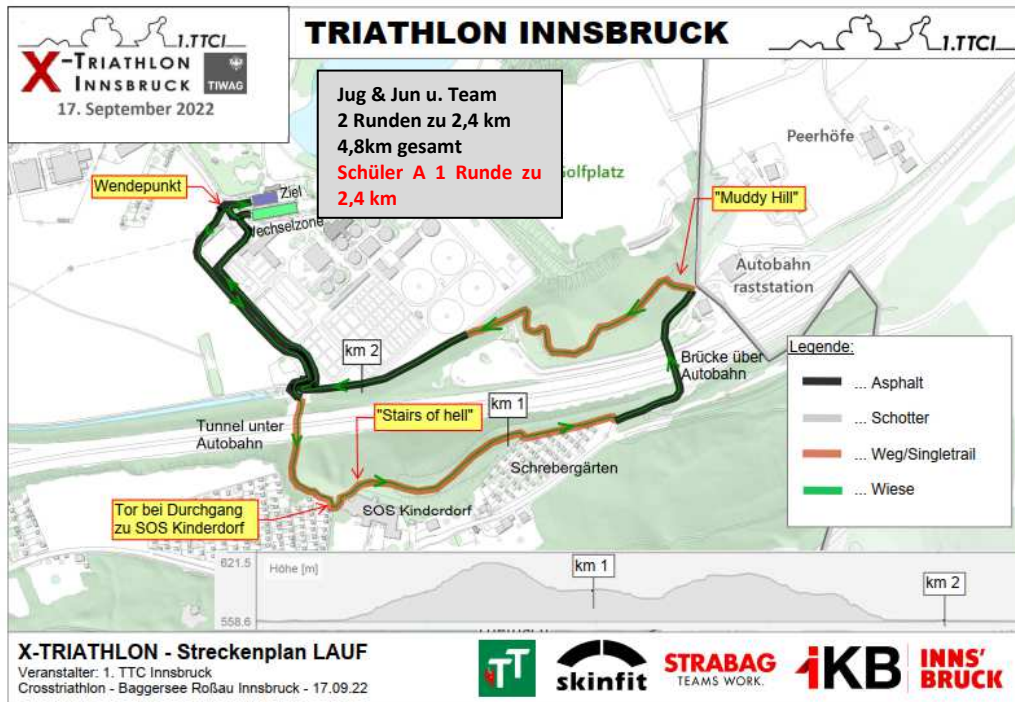 1.TTCI
X-TRIATHLON
INNSBRUCK
TIWAG
17. September 2022
TRIATHLON INNSBRUCK
1.TTCI
Jug & Jun u. Team
2 Runden zu 2,4 km
4,8km gesamt
Schüler A 1 Runde zu
2,4 km
Golfplatz
Peerhöfe
Wendepunkt
Ziel
Wechselzone
"Muddy Hill"
Autobahn
raststation
km 2
Brücke über
Autobahn
Legende:
... Asphalt
... Schotter
... Weg/Singletrail
... Wiese
"Stairs of hell"
km 1
Tunnel unter
Autobahn
Schrebergärten
Tor bei Durchgang
zu SOS Kinderdorf
SOS Kinderdorf
621.5
Höhe [m]
km 1
km 2
558.6
X-TRIATHLON - Streckenplan LAUF
Veranstalter: 1. TTC Innsbruck
Crosstriathlon - Baggersee Roßau Innsbruck - 17.09.22
TT
skinfit
STRABAG
TEAMS WORK.
iKB
INNS'
BRUCK